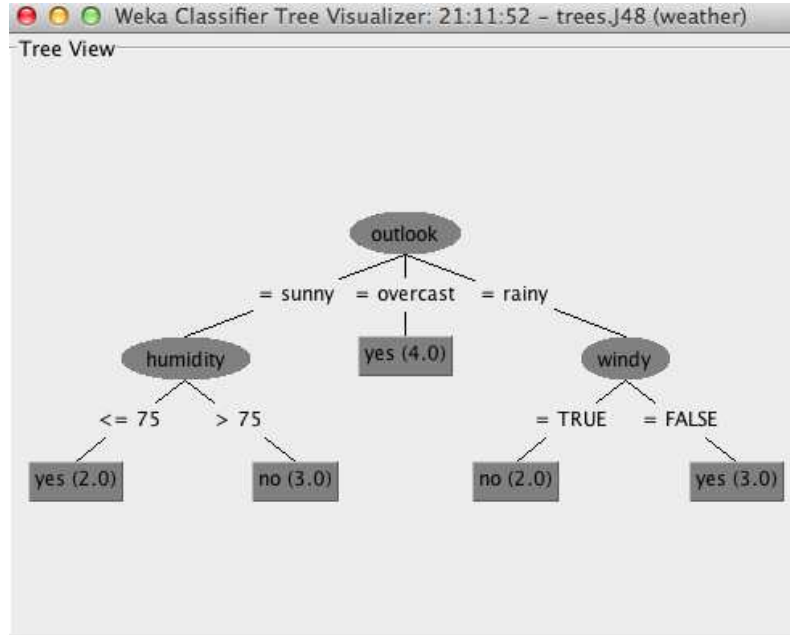 Weka Classifier Tree Visualizer: 21:11:52 – trees.J48 (weather)
Tree View
outlook
= sunny = overcast = rainy
humidity yes (4.0) windy
<= 75 > 75 = TRUE = FALSE
yes (2.0) no (3.0) no (2.0) yes (3.0)